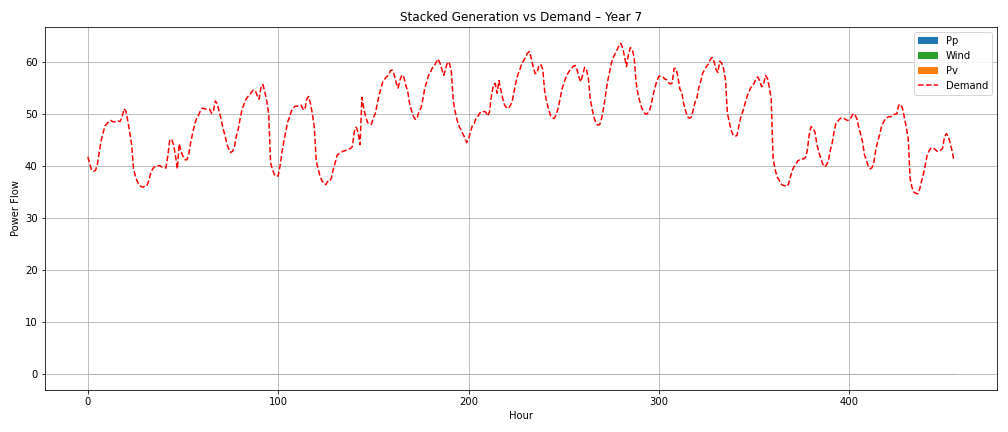 Stacked Generation vs Demand – Year 7
Pp
Wind
Pv
Demand
Power Flow
60
50
40
30
20
10
0
0 100 200 300 400
Hour